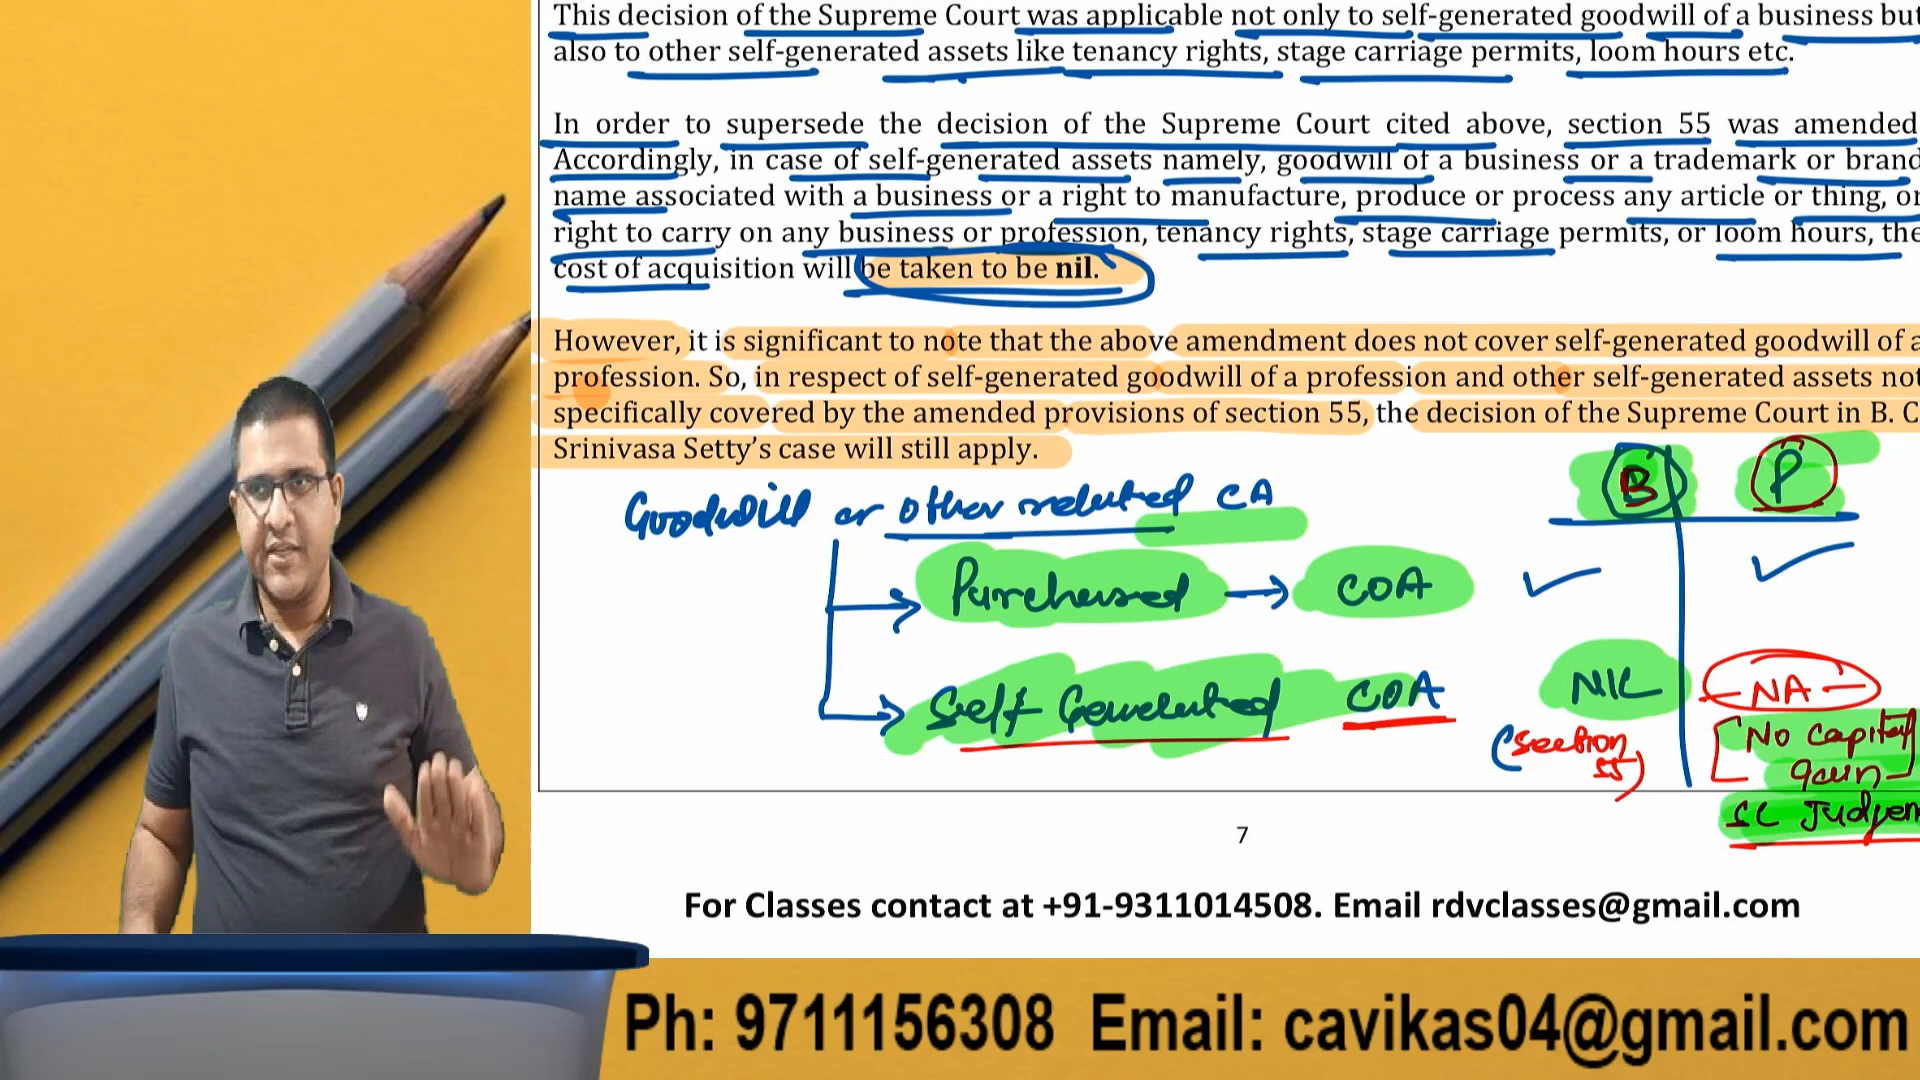 This decision of the Supreme Court was applicable not only to self-generated goodwill of a business but
also to other self-generated assets like tenancy rights, stage carriage permits, loom hours etc.
In order to supersede the decision of the Supreme Court cited above, section 55 was amended
Accordingly, in case of self-generated assets namely, goodwill of a business or a trademark or brand
name associated with a business or a right to manufacture, produce or process any article or thing, or
right to carry on any business or profession, tenancy rights, stage carriage permits, or loom hours, the
cost of acquisition will be taken to be nil.
However, it is significant to note that the above amendment does not cover self-generated goodwill of a
profession. So, in respect of self-generated goodwill of a profession and other self-generated assets not
specifically covered by the amended provisions of section 55, the decision of the Supreme Court in B. C
Srinivasa Setty's case will still apply.
B P
Goodwill or other related CA
Purchased → COA
Self Generated COA NIL NA
(Section 55)
[No capital gain]
SC Judgem
7
For Classes contact at +91-9311014508. Email rdvclasses@gmail.com
Ph: 9711156308 Email: cavikas04@gmail.com